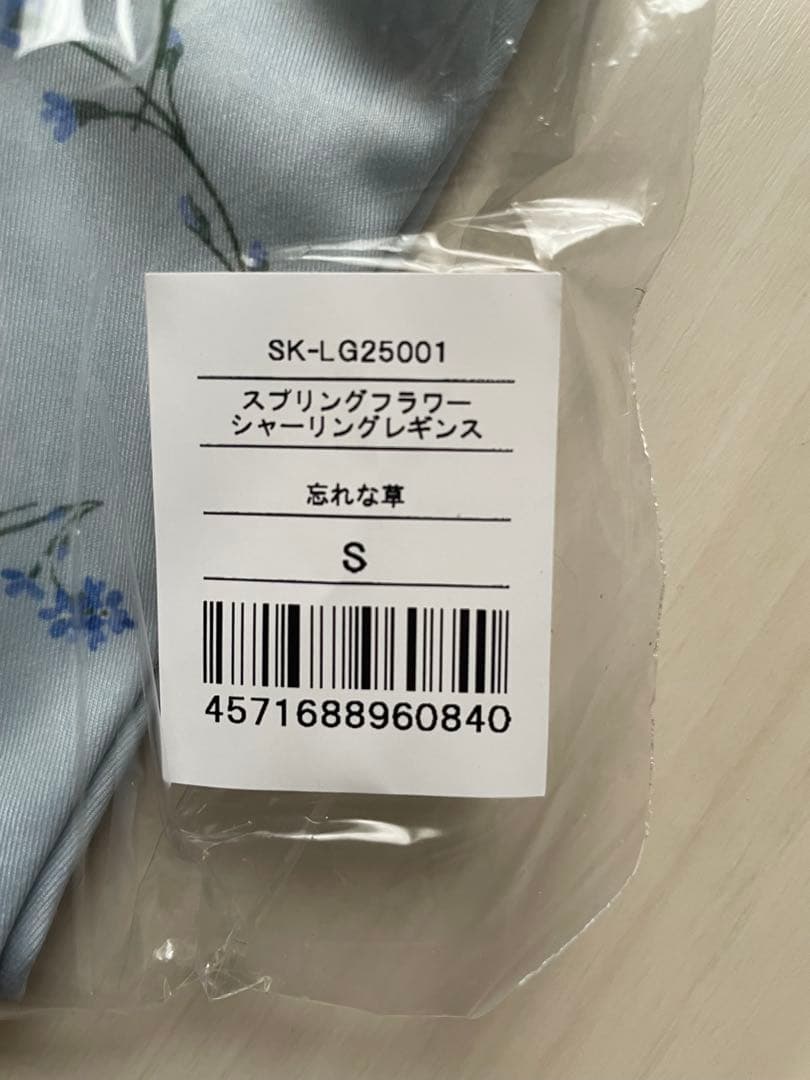 SK-LG25001
スプリングフラワー
シャーリングレギンス
忘れな草
S
4571688960840